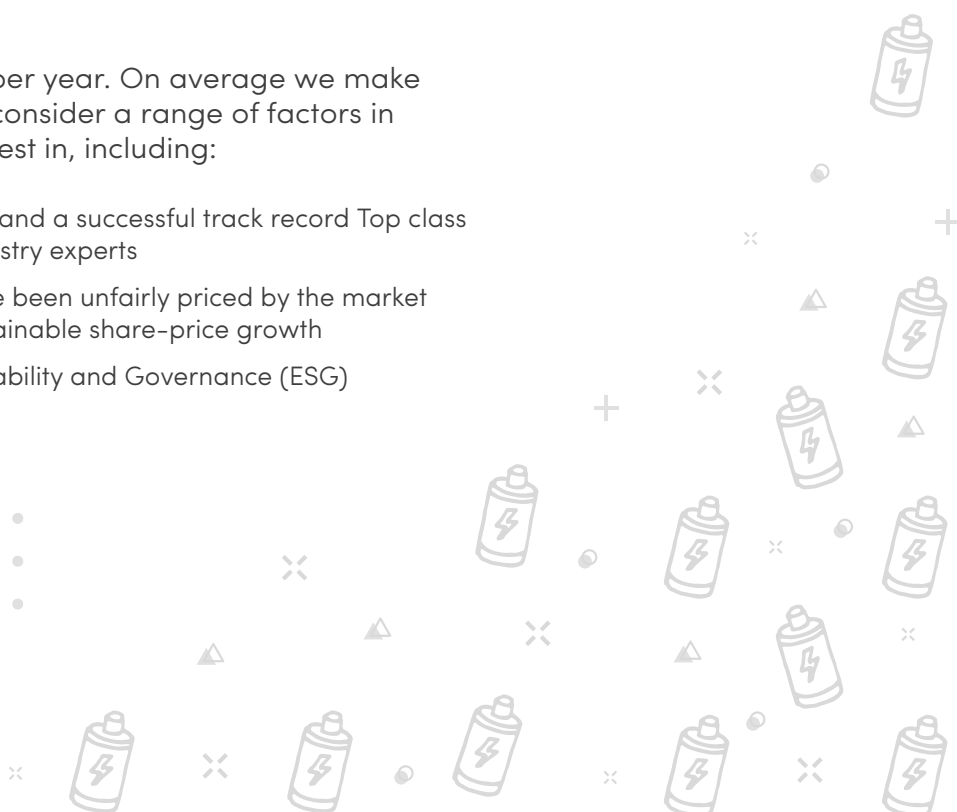 per year. On average we make
consider a range of factors in
est in, including:
and a successful track record Top class
stry experts
been unfairly priced by the market
ainable share-price growth
ability and Governance (ESG)